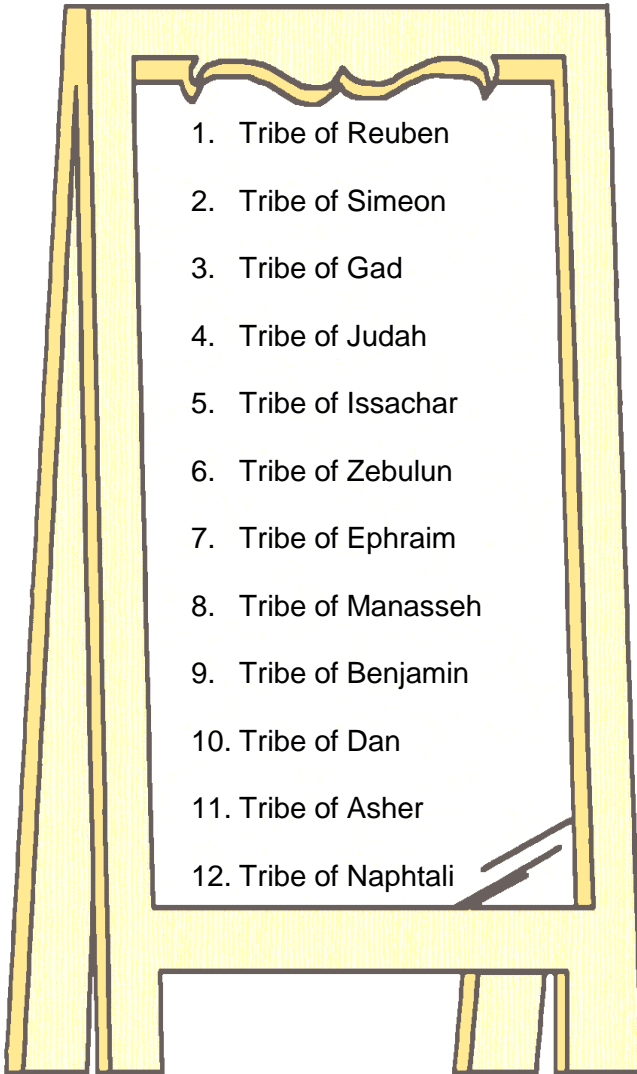 1. Tribe of Reuben
2. Tribe of Simeon
3. Tribe of Gad
4. Tribe of Judah
5. Tribe of Issachar
6. Tribe of Zebulun
7. Tribe of Ephraim
8. Tribe of Manasseh
9. Tribe of Benjamin
10. Tribe of Dan
11. Tribe of Asher
12. Tribe of Naphtali